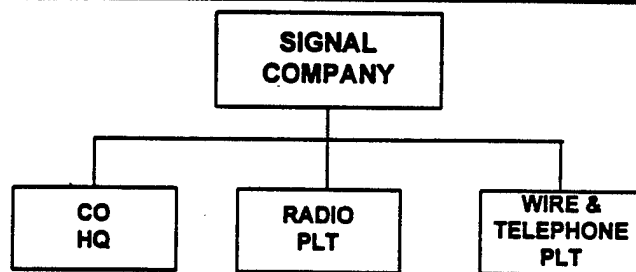 SIGNAL
COMPANY
CO
HQ
RADIO
PLT
WIRE &
TELEPHONE
PLT